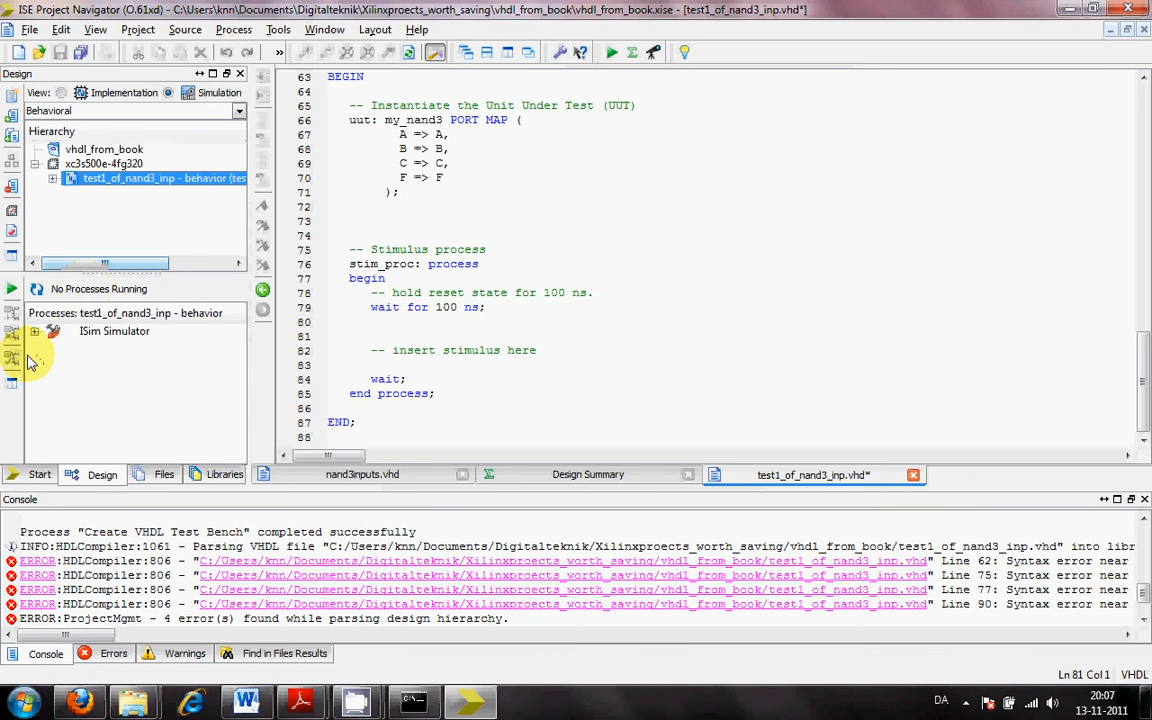 ISE Project Navigator (O.61xd) - C:\Users\knn\Documents\Digitalteknik\Xilinxproects_worth_saving\vhdl_from_book\vhdl_from_book.xise - [test1_of_nand3_inp.vhd*]
File Edit View Project Source Process Tools Window Layout Help
»
Design
View: Implementation Simulation
Behavioral
Hierarchy
vhdl_from_book
xc3s500e-4fg320
test1_of_nand3_inp - behavior (tes
No Processes Running
Processes: test1_of_nand3_inp - behavior
ISim Simulator
63 BEGIN
64
65 -- Instantiate the Unit Under Test (UUT)
66 uut: my_nand3 PORT MAP (
67 A => A,
68 B => B,
69 C => C,
70 F => F
71 );
72
73
74
75 -- Stimulus process
76 stim_proc: process
77 begin
78 -- hold reset state for 100 ns.
79 wait for 100 ns;
80
81
82 -- insert stimulus here
83
84 wait;
85 end process;
86
87 END;
88
Start Design Files Libraries
nand3inputs.vhd Design Summary test1_of_nand3_inp.vhd*
Console
Process "Create VHDL Test Bench" completed successfully
INFO:HDLCompiler:1061 - Parsing VHDL file "C:/Users/knn/Documents/Digitalteknik/Xilinxproects_worth_saving/vhdl_from_book/test1_of_nand3_inp.vhd" into libr
ERROR:HDLCompiler:806 - "C:/Users/knn/Documents/Digitalteknik/Xilinxproects_worth_saving/vhdl_from_book/test1_of_nand3_inp.vhd" Line 62: Syntax error near
ERROR:HDLCompiler:806 - "C:/Users/knn/Documents/Digitalteknik/Xilinxproects_worth_saving/vhdl_from_book/test1_of_nand3_inp.vhd" Line 75: Syntax error near
ERROR:HDLCompiler:806 - "C:/Users/knn/Documents/Digitalteknik/Xilinxproects_worth_saving/vhdl_from_book/test1_of_nand3_inp.vhd" Line 77: Syntax error near
ERROR:HDLCompiler:806 - "C:/Users/knn/Documents/Digitalteknik/Xilinxproects_worth_saving/vhdl_from_book/test1_of_nand3_inp.vhd" Line 90: Syntax error near
ERROR:ProjectMgmt - 4 error(s) found while parsing design hierarchy.
Console Errors Warnings Find in Files Results
Ln 81 Col 1 VHDL
DA
20:07
13-11-2011